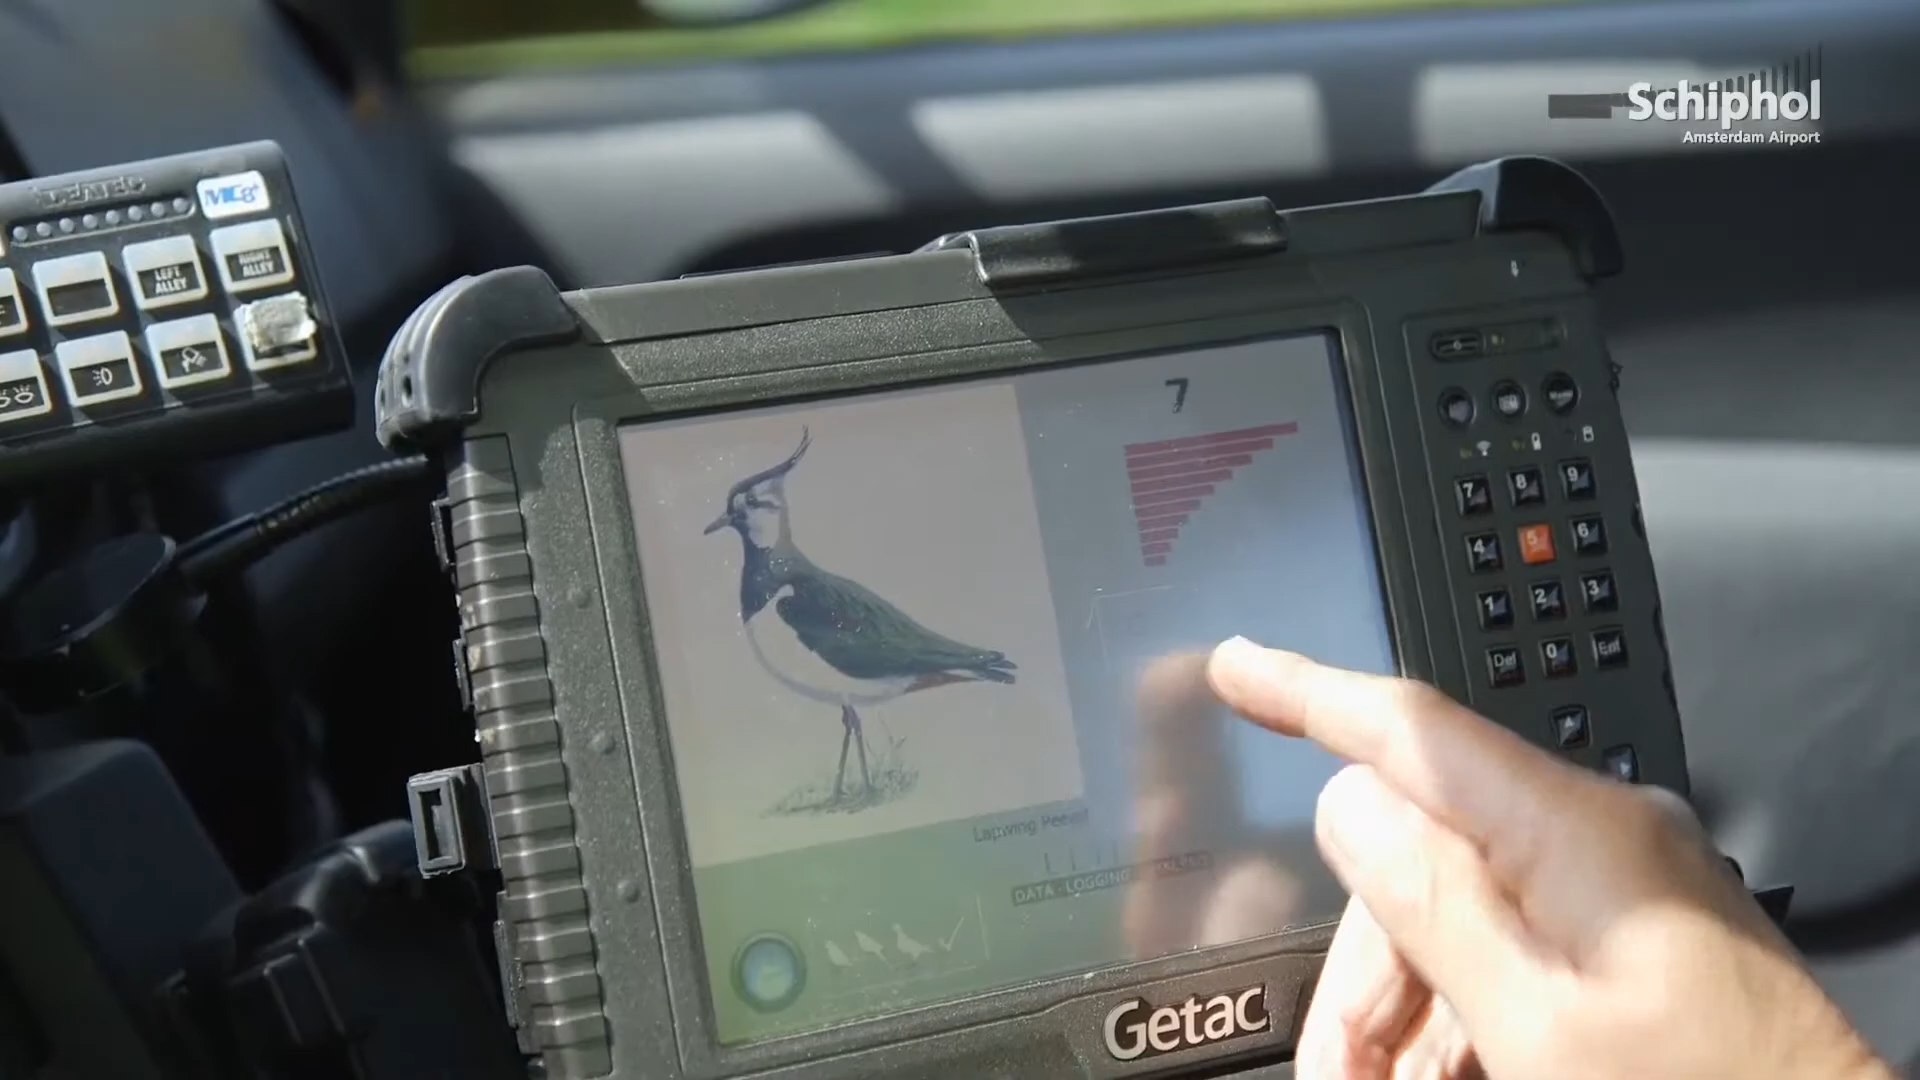 Schiphol
Amsterdam Airport
MCg+
LEFT
ALLEY
RIGHT
ALLEY
7
7 8 9
4 5 6
1 2 3
Del 0 Ent
Lapwing Peewit
DATA - LOGGING
Getac